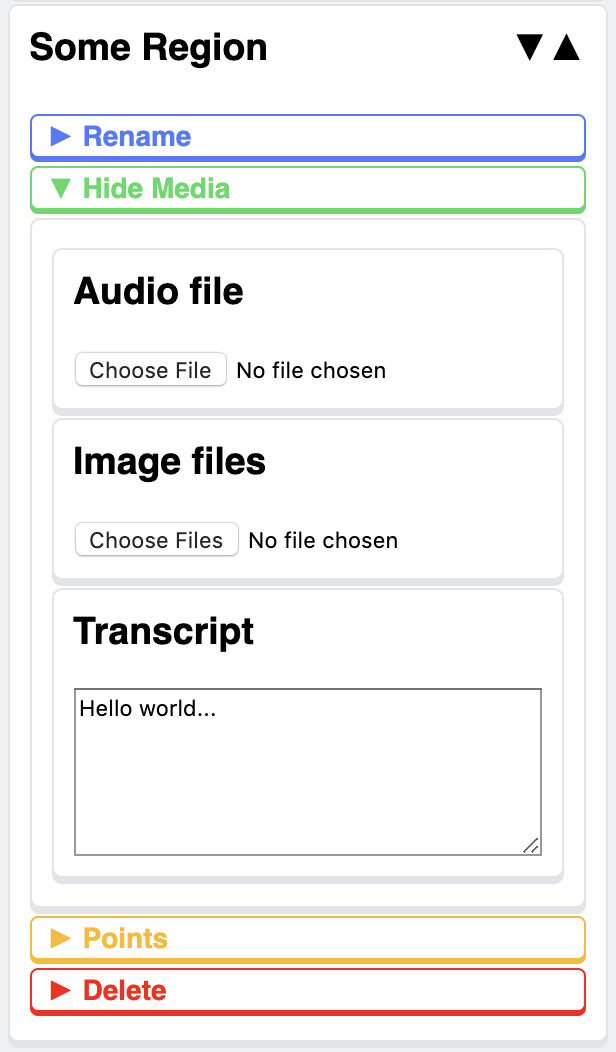 Some Region ▼▲
▶ Rename
▼ Hide Media
Audio file
Choose File No file chosen
Image files
Choose Files No file chosen
Transcript
Hello world...
▶ Points
▶ Delete